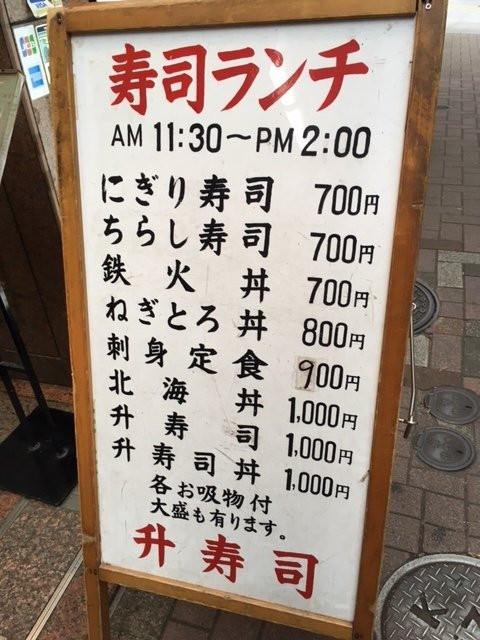 寿司ランチ
AM 11:30～PM 2:00
にぎり寿司 700円
ちらし寿司 700円
鉄火丼 700円
ねぎとろ丼 800円
刺身定食 900円
北海丼 1,000円
升寿司 1,000円
升寿司丼 1,000円
各お吸物付
大盛も有ります。
升寿司